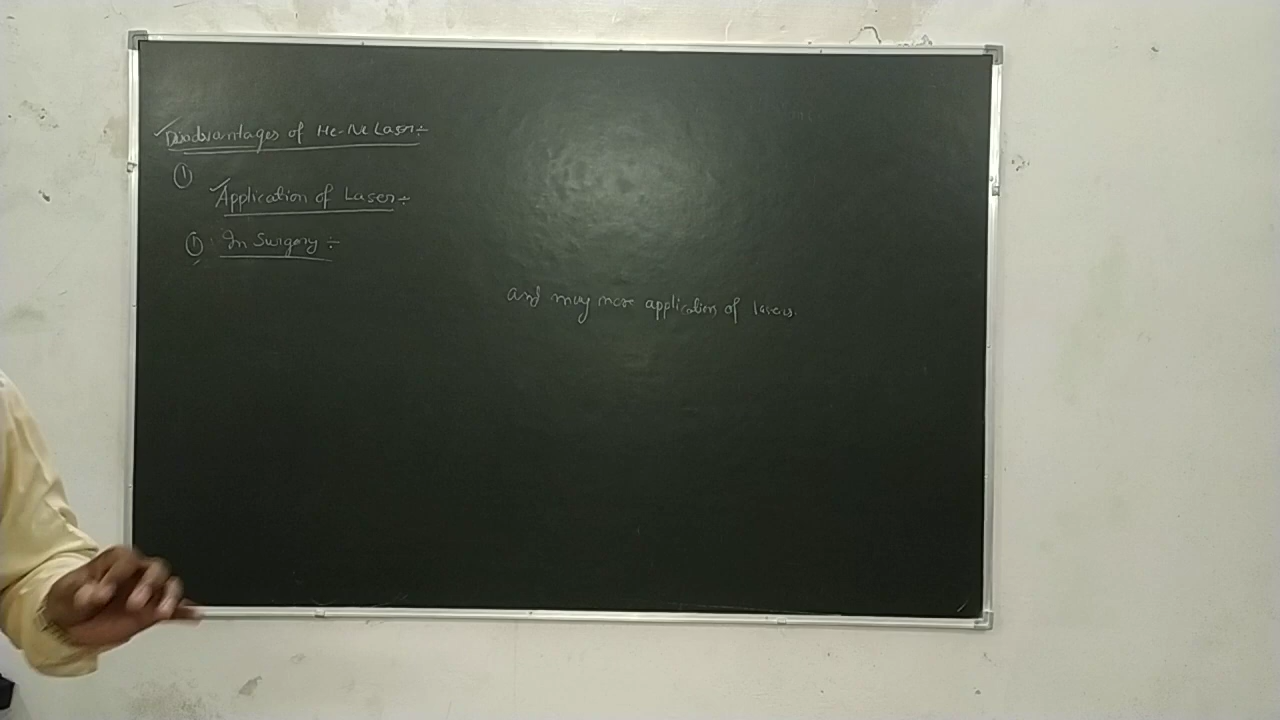 Disadvantages of He-Ne Laser:-
①
Application of Laser:-
① In Surgery :-
and may more application of lasers.